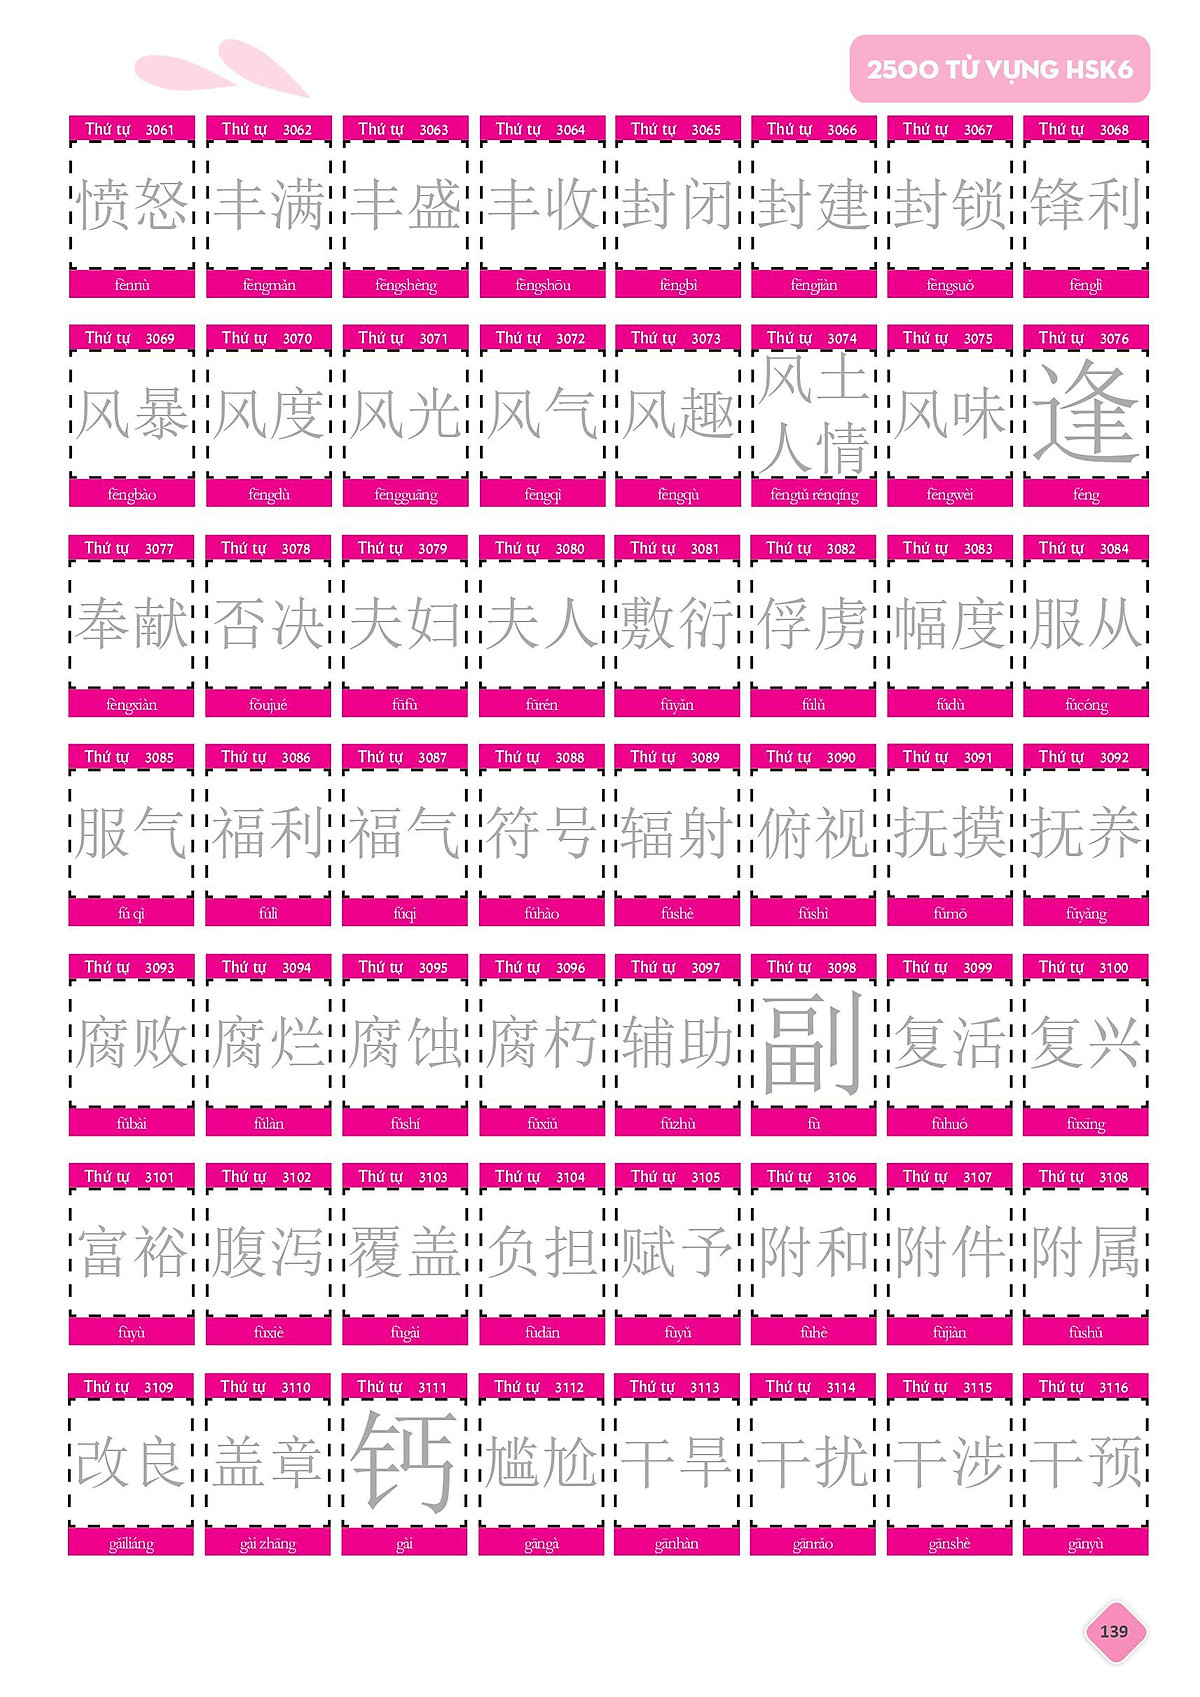 2500 TỪ VỰNG HSK6
Thứ tự 3061 Thứ tự 3062 Thứ tự 3063 Thứ tự 3064 Thứ tự 3065 Thứ tự 3066 Thứ tự 3067 Thứ tự 3068
愤怒 丰满 丰盛 丰收 封闭 封建 封锁 锋利
fènnù fēngmǎn fēngshèng fēngshōu fēngbì fēngjiàn fēngsuǒ fēnglì
Thứ tự 3069 Thứ tự 3070 Thứ tự 3071 Thứ tự 3072 Thứ tự 3073 Thứ tự 3074 Thứ tự 3075 Thứ tự 3076
风暴 风度 风光 风气 风趣 风土人情 风味 逢
fēngbào fēngdù fēngguāng fēngqì fēngqù fēngtǔ rénqíng fēngwèi féng
Thứ tự 3077 Thứ tự 3078 Thứ tự 3079 Thứ tự 3080 Thứ tự 3081 Thứ tự 3082 Thứ tự 3083 Thứ tự 3084
奉献 否决 夫妇 夫人 敷衍 俘虏 幅度 服从
fèngxiàn fǒujué fūfù fūrén fūyǎn fúlǔ fúdù fúcóng
Thứ tự 3085 Thứ tự 3086 Thứ tự 3087 Thứ tự 3088 Thứ tự 3089 Thứ tự 3090 Thứ tự 3091 Thứ tự 3092
服气 福利 福气 符号 辐射 俯视 抚摸 抚养
fú qì fúlì fúqi fúhào fúshè fǔshì fǔmō fǔyǎng
Thứ tự 3093 Thứ tự 3094 Thứ tự 3095 Thứ tự 3096 Thứ tự 3097 Thứ tự 3098 Thứ tự 3099 Thứ tự 3100
腐败 腐烂 腐蚀 腐朽 辅助 副 复活 复兴
fǔbài fǔlàn fǔshí fǔxiǔ fǔzhù fù fùhuó fùxīng
Thứ tự 3101 Thứ tự 3102 Thứ tự 3103 Thứ tự 3104 Thứ tự 3105 Thứ tự 3106 Thứ tự 3107 Thứ tự 3108
富裕 腹泻 覆盖 负担 赋予 附和 附件 附属
fùyù fùxiè fùgài fùdān fùyǔ fùhè fùjiàn fùshǔ
Thứ tự 3109 Thứ tự 3110 Thứ tự 3111 Thứ tự 3112 Thứ tự 3113 Thứ tự 3114 Thứ tự 3115 Thứ tự 3116
改良 盖章 钙 尴尬 干旱 干扰 干涉 干预
gǎiliáng gài zhāng gài gāngà gānhàn gānrǎo gānshè gānyù
139